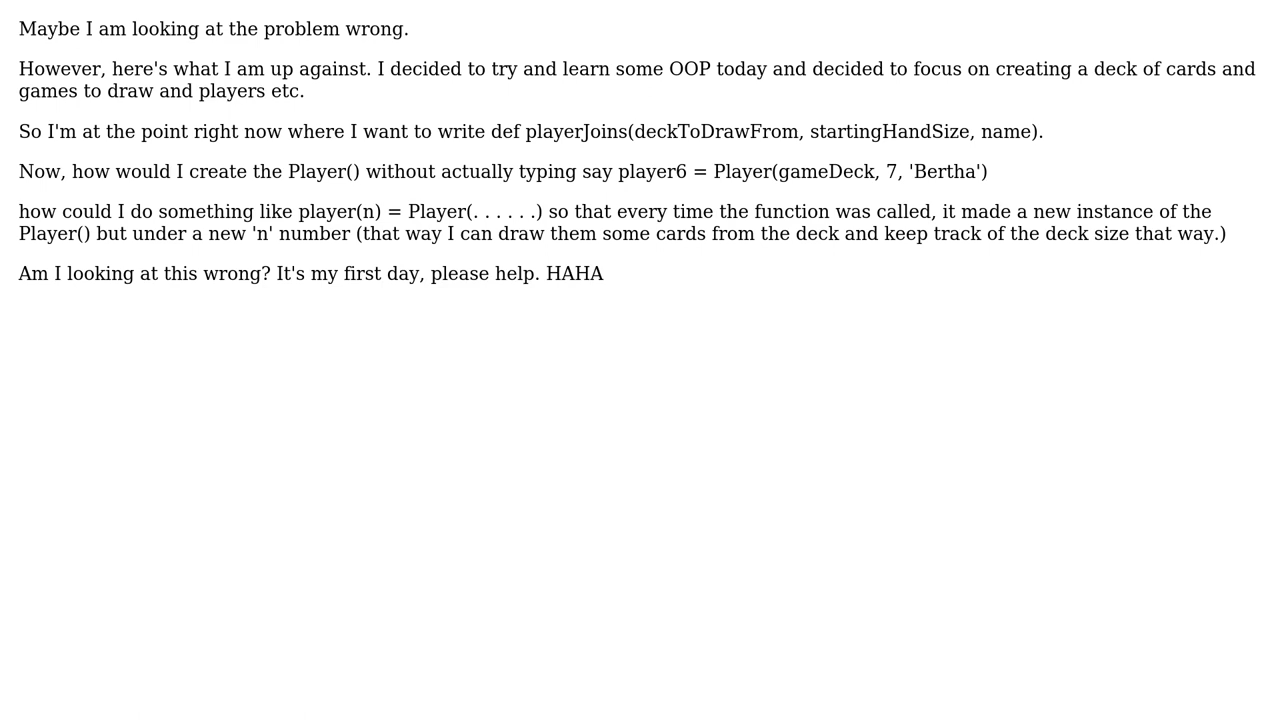 Maybe I am looking at the problem wrong.
However, here's what I am up against. I decided to try and learn some OOP today and decided to focus on creating a deck of cards and
games to draw and players etc.
So I'm at the point right now where I want to write def playerJoins(deckToDrawFrom, startingHandSize, name).
Now, how would I create the Player() without actually typing say player6 = Player(gameDeck, 7, 'Bertha')
how could I do something like player(n) = Player(. . . . . .) so that every time the function was called, it made a new instance of the
Player() but under a new 'n' number (that way I can draw them some cards from the deck and keep track of the deck size that way.)
Am I looking at this wrong? It's my first day, please help. HAHA